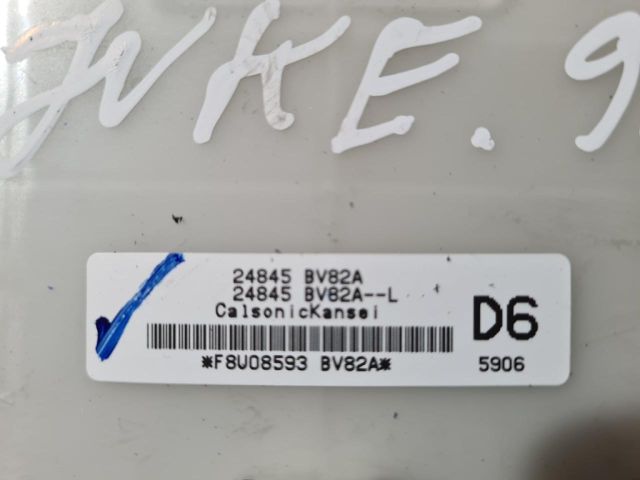 JUKE. 9
24845 BV82A
24845 BV82A--L
CalsonicKansei
D6
*F8U08593 BV82A*
5906